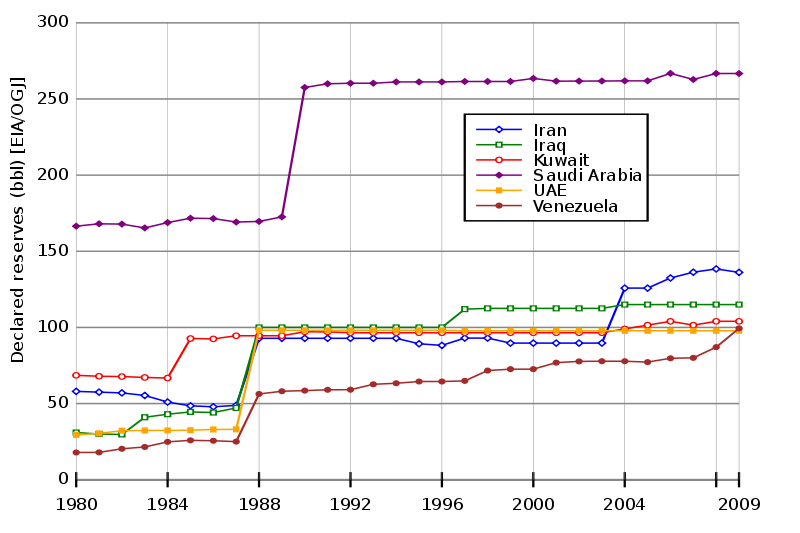 Declared reserves (bbl) [EIA/OGJ]
300
250
200
150
100
50
0
1980 1984 1988 1992 1996 2000 2004 2009
Iran
Iraq
Kuwait
Saudi Arabia
UAE
Venezuela